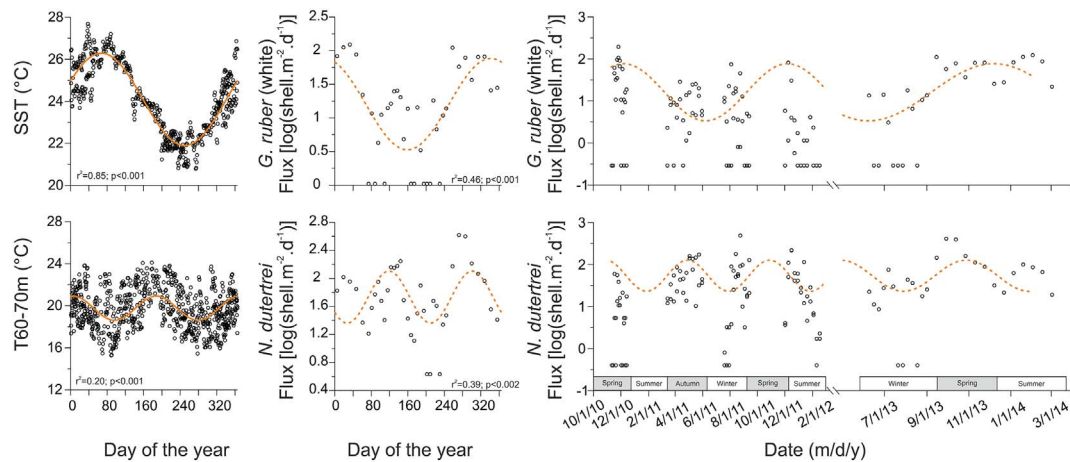 SST (°C)
28
26
24
22
20
r²=0.85; p<0.001
G. ruber (white)
Flux [log(shell.m⁻².d⁻¹)]
2.5
2
1.5
1
0.5
0
r²=0.46; p<0.001
G. ruber (white)
Flux [log(shell.m⁻².d⁻¹)]
3
2
1
0
-1
T60-70m (°C)
28
24
20
16
12
r²=0.20; p<0.001
0 80 160 240 320
Day of the year
N. dutertrei
Flux [log(shell.m⁻².d⁻¹)]
2.8
2.4
2
1.6
1.2
0.8
0.4
r²=0.39; p<0.002
0 80 160 240 360
Day of the year
N. dutertrei
Flux [log(shell.m⁻².d⁻¹)]
3
2
1
0
-1
Spring Summer Autumn Winter Spring Summer Winter Spring Summer
10/1/10 12/1/10 2/1/11 4/1/11 6/1/11 8/1/11 10/1/11 12/1/11 2/1/12 7/1/13 9/1/13 11/1/13 1/1/14 3/1/14
Date (m/d/y)